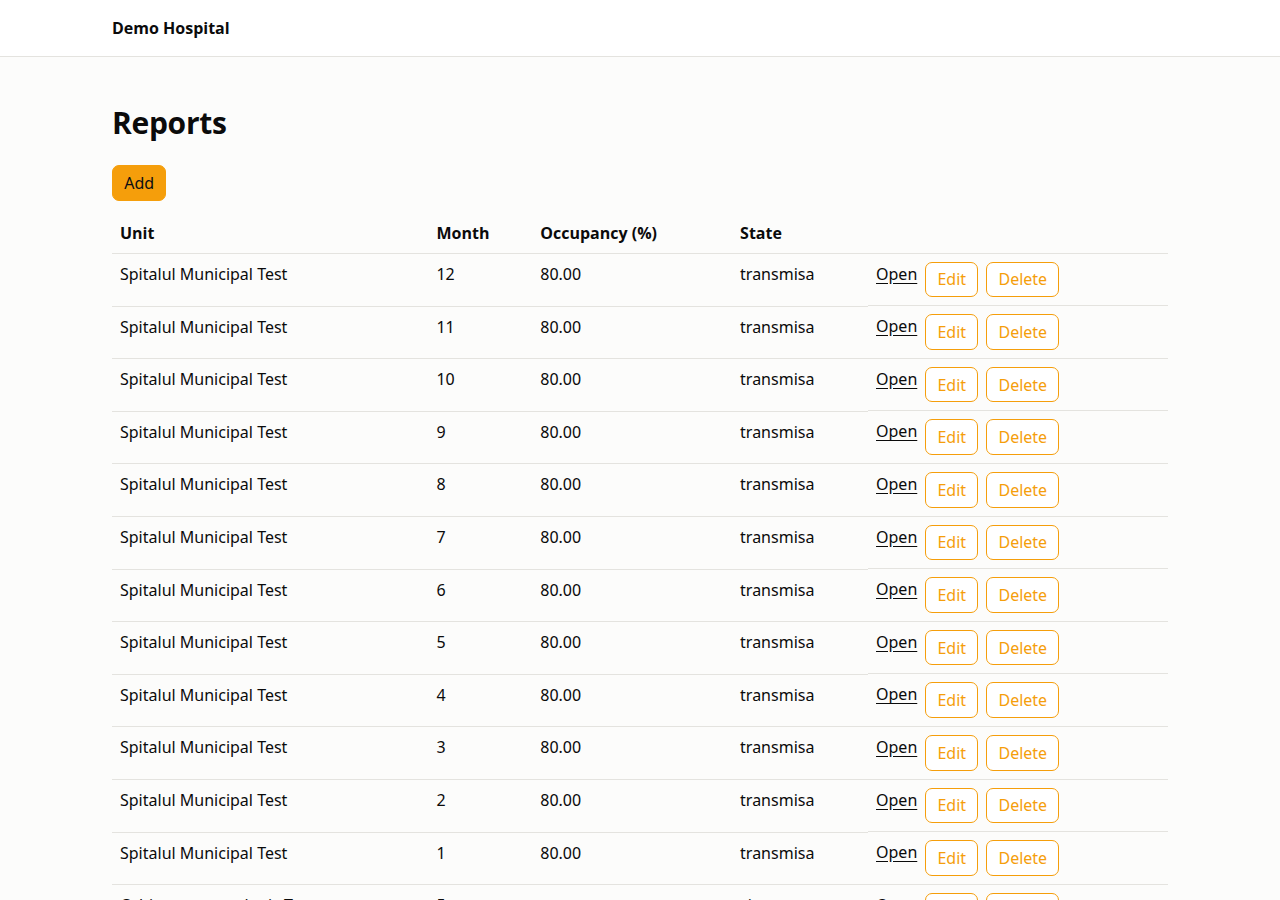 Demo Hospital
Reports
Add
Unit Month Occupancy (%) State
Spitalul Municipal Test 12 80.00 transmisa Open Edit Delete
Spitalul Municipal Test 11 80.00 transmisa Open Edit Delete
Spitalul Municipal Test 10 80.00 transmisa Open Edit Delete
Spitalul Municipal Test 9 80.00 transmisa Open Edit Delete
Spitalul Municipal Test 8 80.00 transmisa Open Edit Delete
Spitalul Municipal Test 7 80.00 transmisa Open Edit Delete
Spitalul Municipal Test 6 80.00 transmisa Open Edit Delete
Spitalul Municipal Test 5 80.00 transmisa Open Edit Delete
Spitalul Municipal Test 4 80.00 transmisa Open Edit Delete
Spitalul Municipal Test 3 80.00 transmisa Open Edit Delete
Spitalul Municipal Test 2 80.00 transmisa Open Edit Delete
Spitalul Municipal Test 1 80.00 transmisa Open Edit Delete